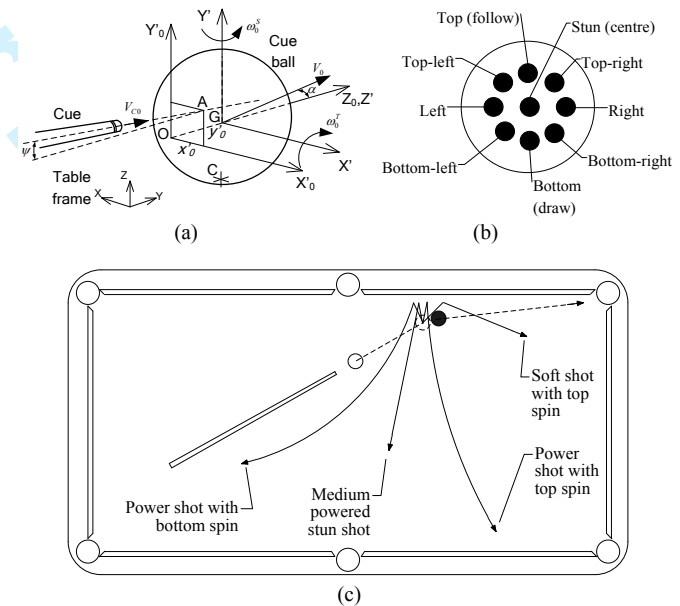 Y'
ω₀ˢ
Y'₀
Cue
ball
V₀
α
Z₀,Z'
Cue
V_C0
A
G
O
x'₀
y'₀
ψ
ω₀ᵀ
X'
C
X'₀
Table
frame
Z
X
Y
(a)
Top (follow)
Stun (centre)
Top-left
Top-right
Left
Right
Bottom-left
Bottom-right
Bottom
(draw)
(b)
Soft shot
with top
spin
Power shot with
bottom spin
Medium
powered
stun shot
Power
shot with
top spin
(c)